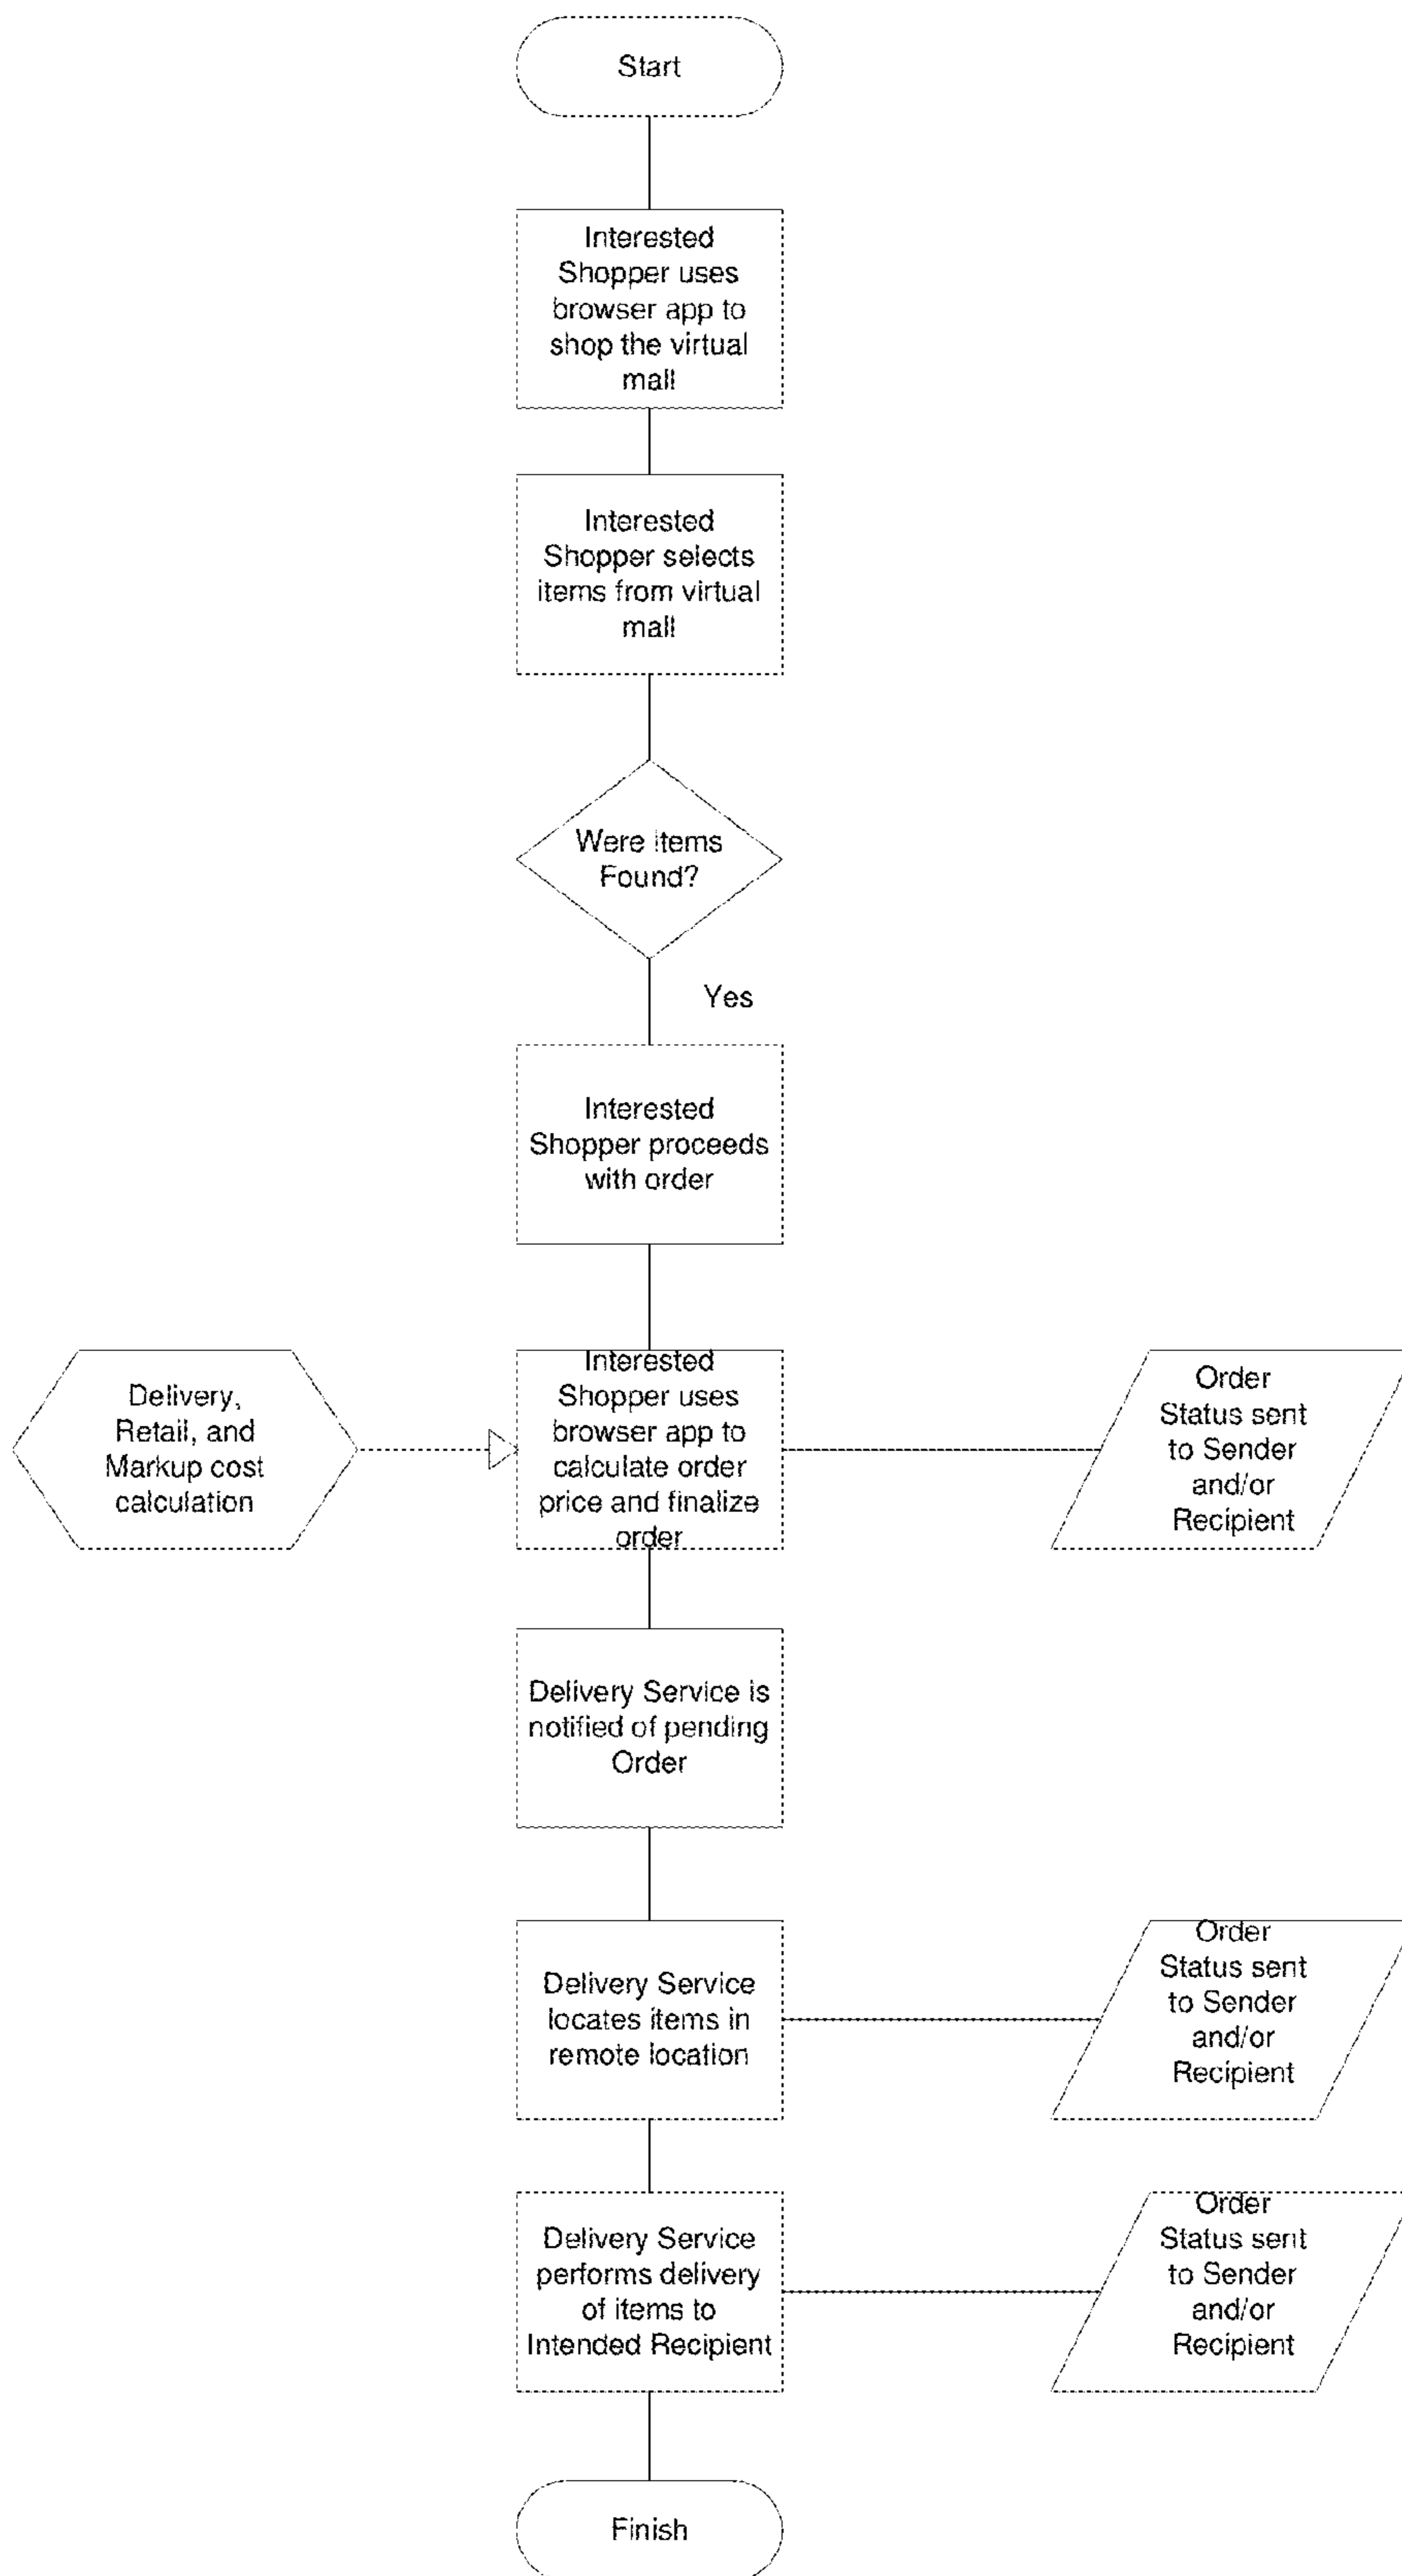 Start
Interested
Shopper uses
browser app to
shop the virtual
mall
Interested
Shopper selects
items from virtual
mall
Were items
Found?
Yes
Interested
Shopper proceeds
with order
Delivery,
Retail, and
Markup cost
calculation
Interested
Shopper uses
browser app to
calculate order
price and finalize
order
Order
Status sent
to Sender
and/or
Recipient
Delivery Service is
notified of pending
Order
Delivery Service
locates items in
remote location
Order
Status sent
to Sender
and/or
Recipient
Delivery Service
performs delivery
of items to
Intended Recipient
Order
Status sent
to Sender
and/or
Recipient
Finish